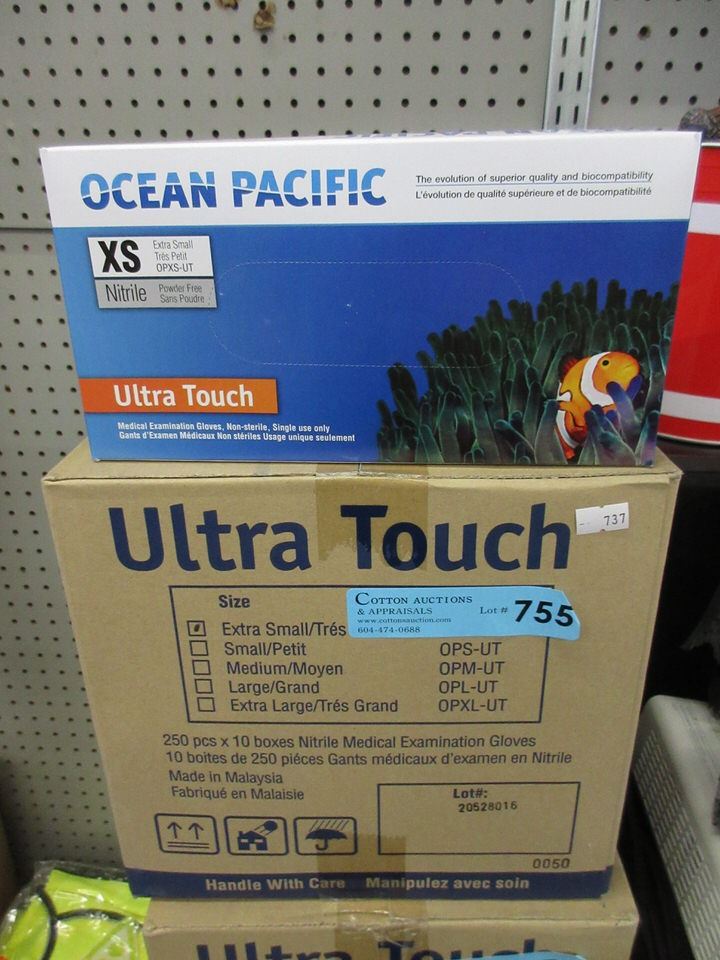 OCEAN PACIFIC
The evolution of superior quality and biocompatibility
L'évolution de qualité supérieure et de biocompatibilité
XS
Extra Small
Très Petit
OPXS-UT
Nitrile
Powder Free
Sans Poudre
Ultra Touch
Medical Examination Gloves, Non-sterile, Single use only
Gants d'Examen Médicaux Non stériles Usage unique seulement
Ultra Touch
737
Size
COTTON AUCTIONS
& APPRAISALS
www.cottonsauction.com
604-474-0688
Lot # 755
Extra Small/Trés
Small/Petit OPS-UT
Medium/Moyen OPM-UT
Large/Grand OPL-UT
Extra Large/Trés Grand OPXL-UT
250 pcs x 10 boxes Nitrile Medical Examination Gloves
10 boites de 250 piéces Gants médicaux d'examen en Nitrile
Made in Malaysia
Fabriqué en Malaisie
Lot#:
20528016
0050
Handle With Care Manipulez avec soin
Ultra Touch